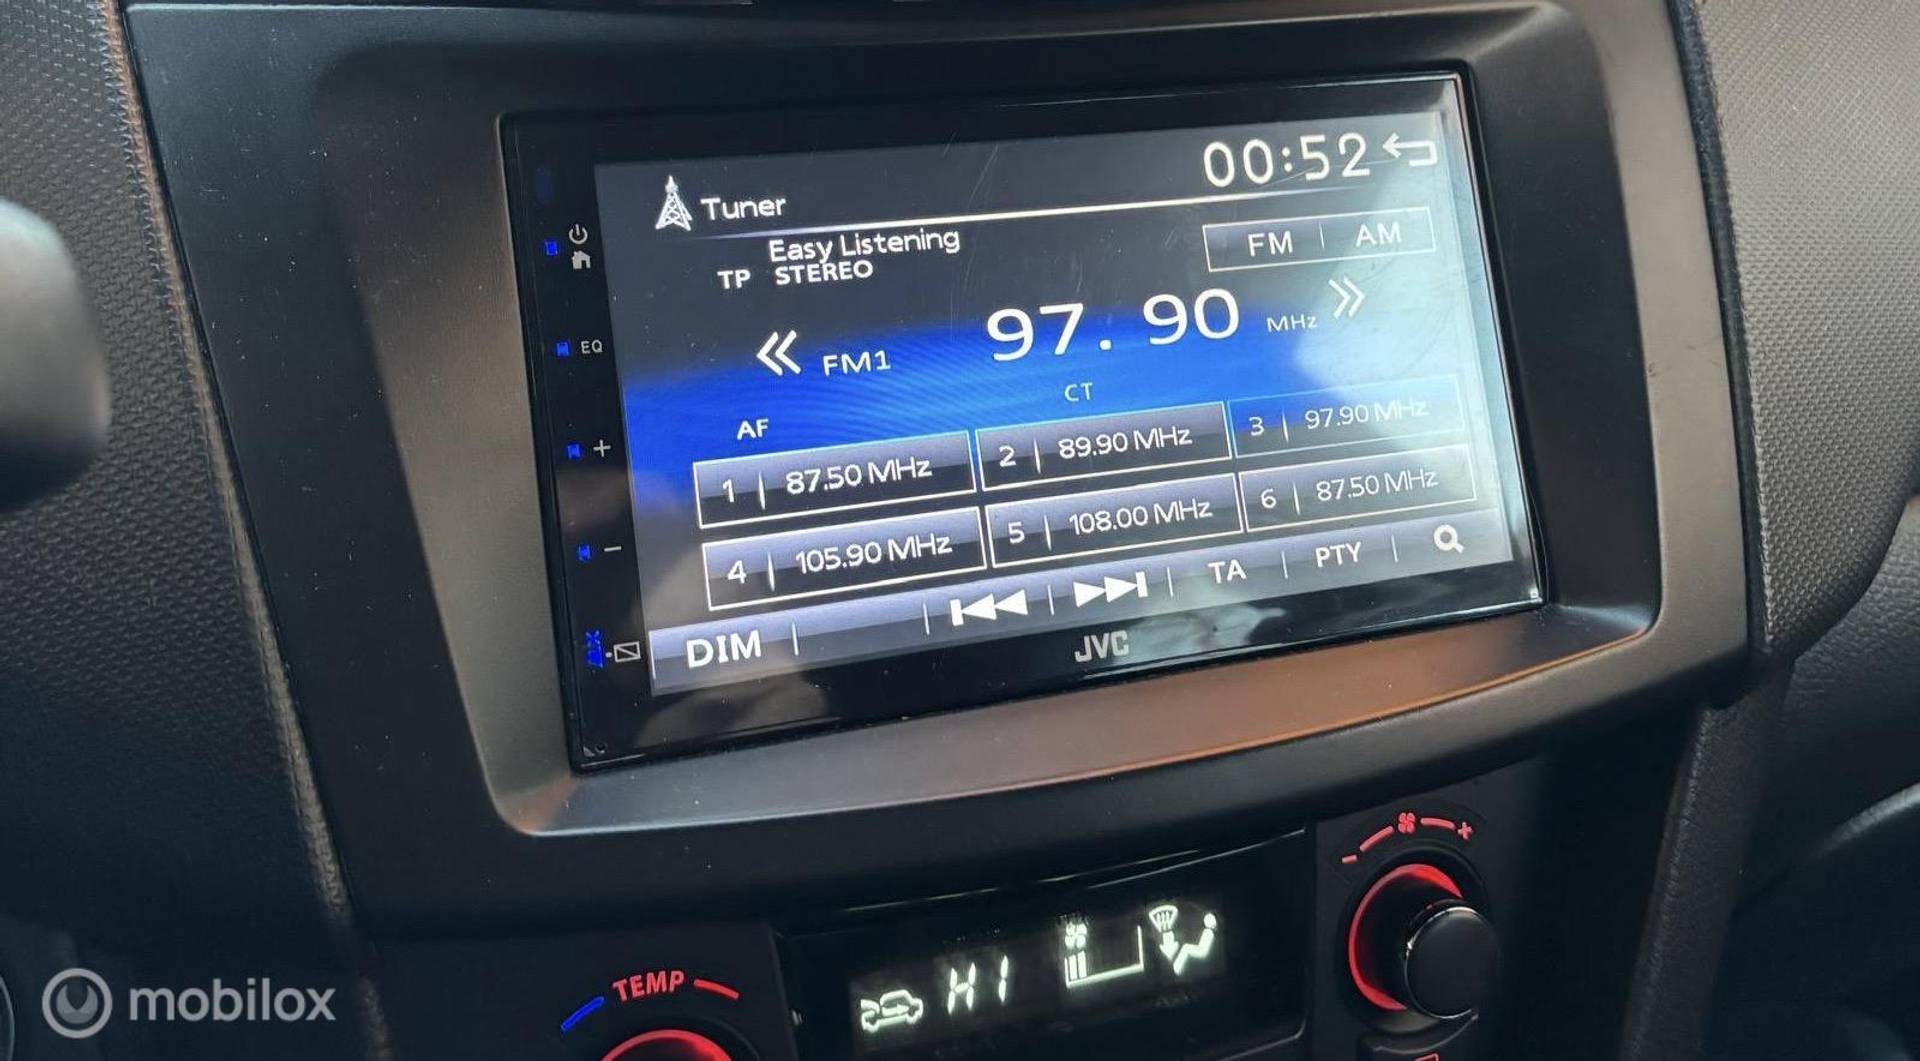 00:52
Tuner
Easy Listening
TP STEREO
FM | AM
FM1 97.90 MHz
CT
AF
EQ
+
-
1 | 87.50 MHz
2 | 89.90 MHz
3 | 97.90 MHz
4 | 105.90 MHz
5 | 108.00 MHz
6 | 87.50 MHz
DIM
TA | PTY
JVC
- +
HI
TEMP
mobilox